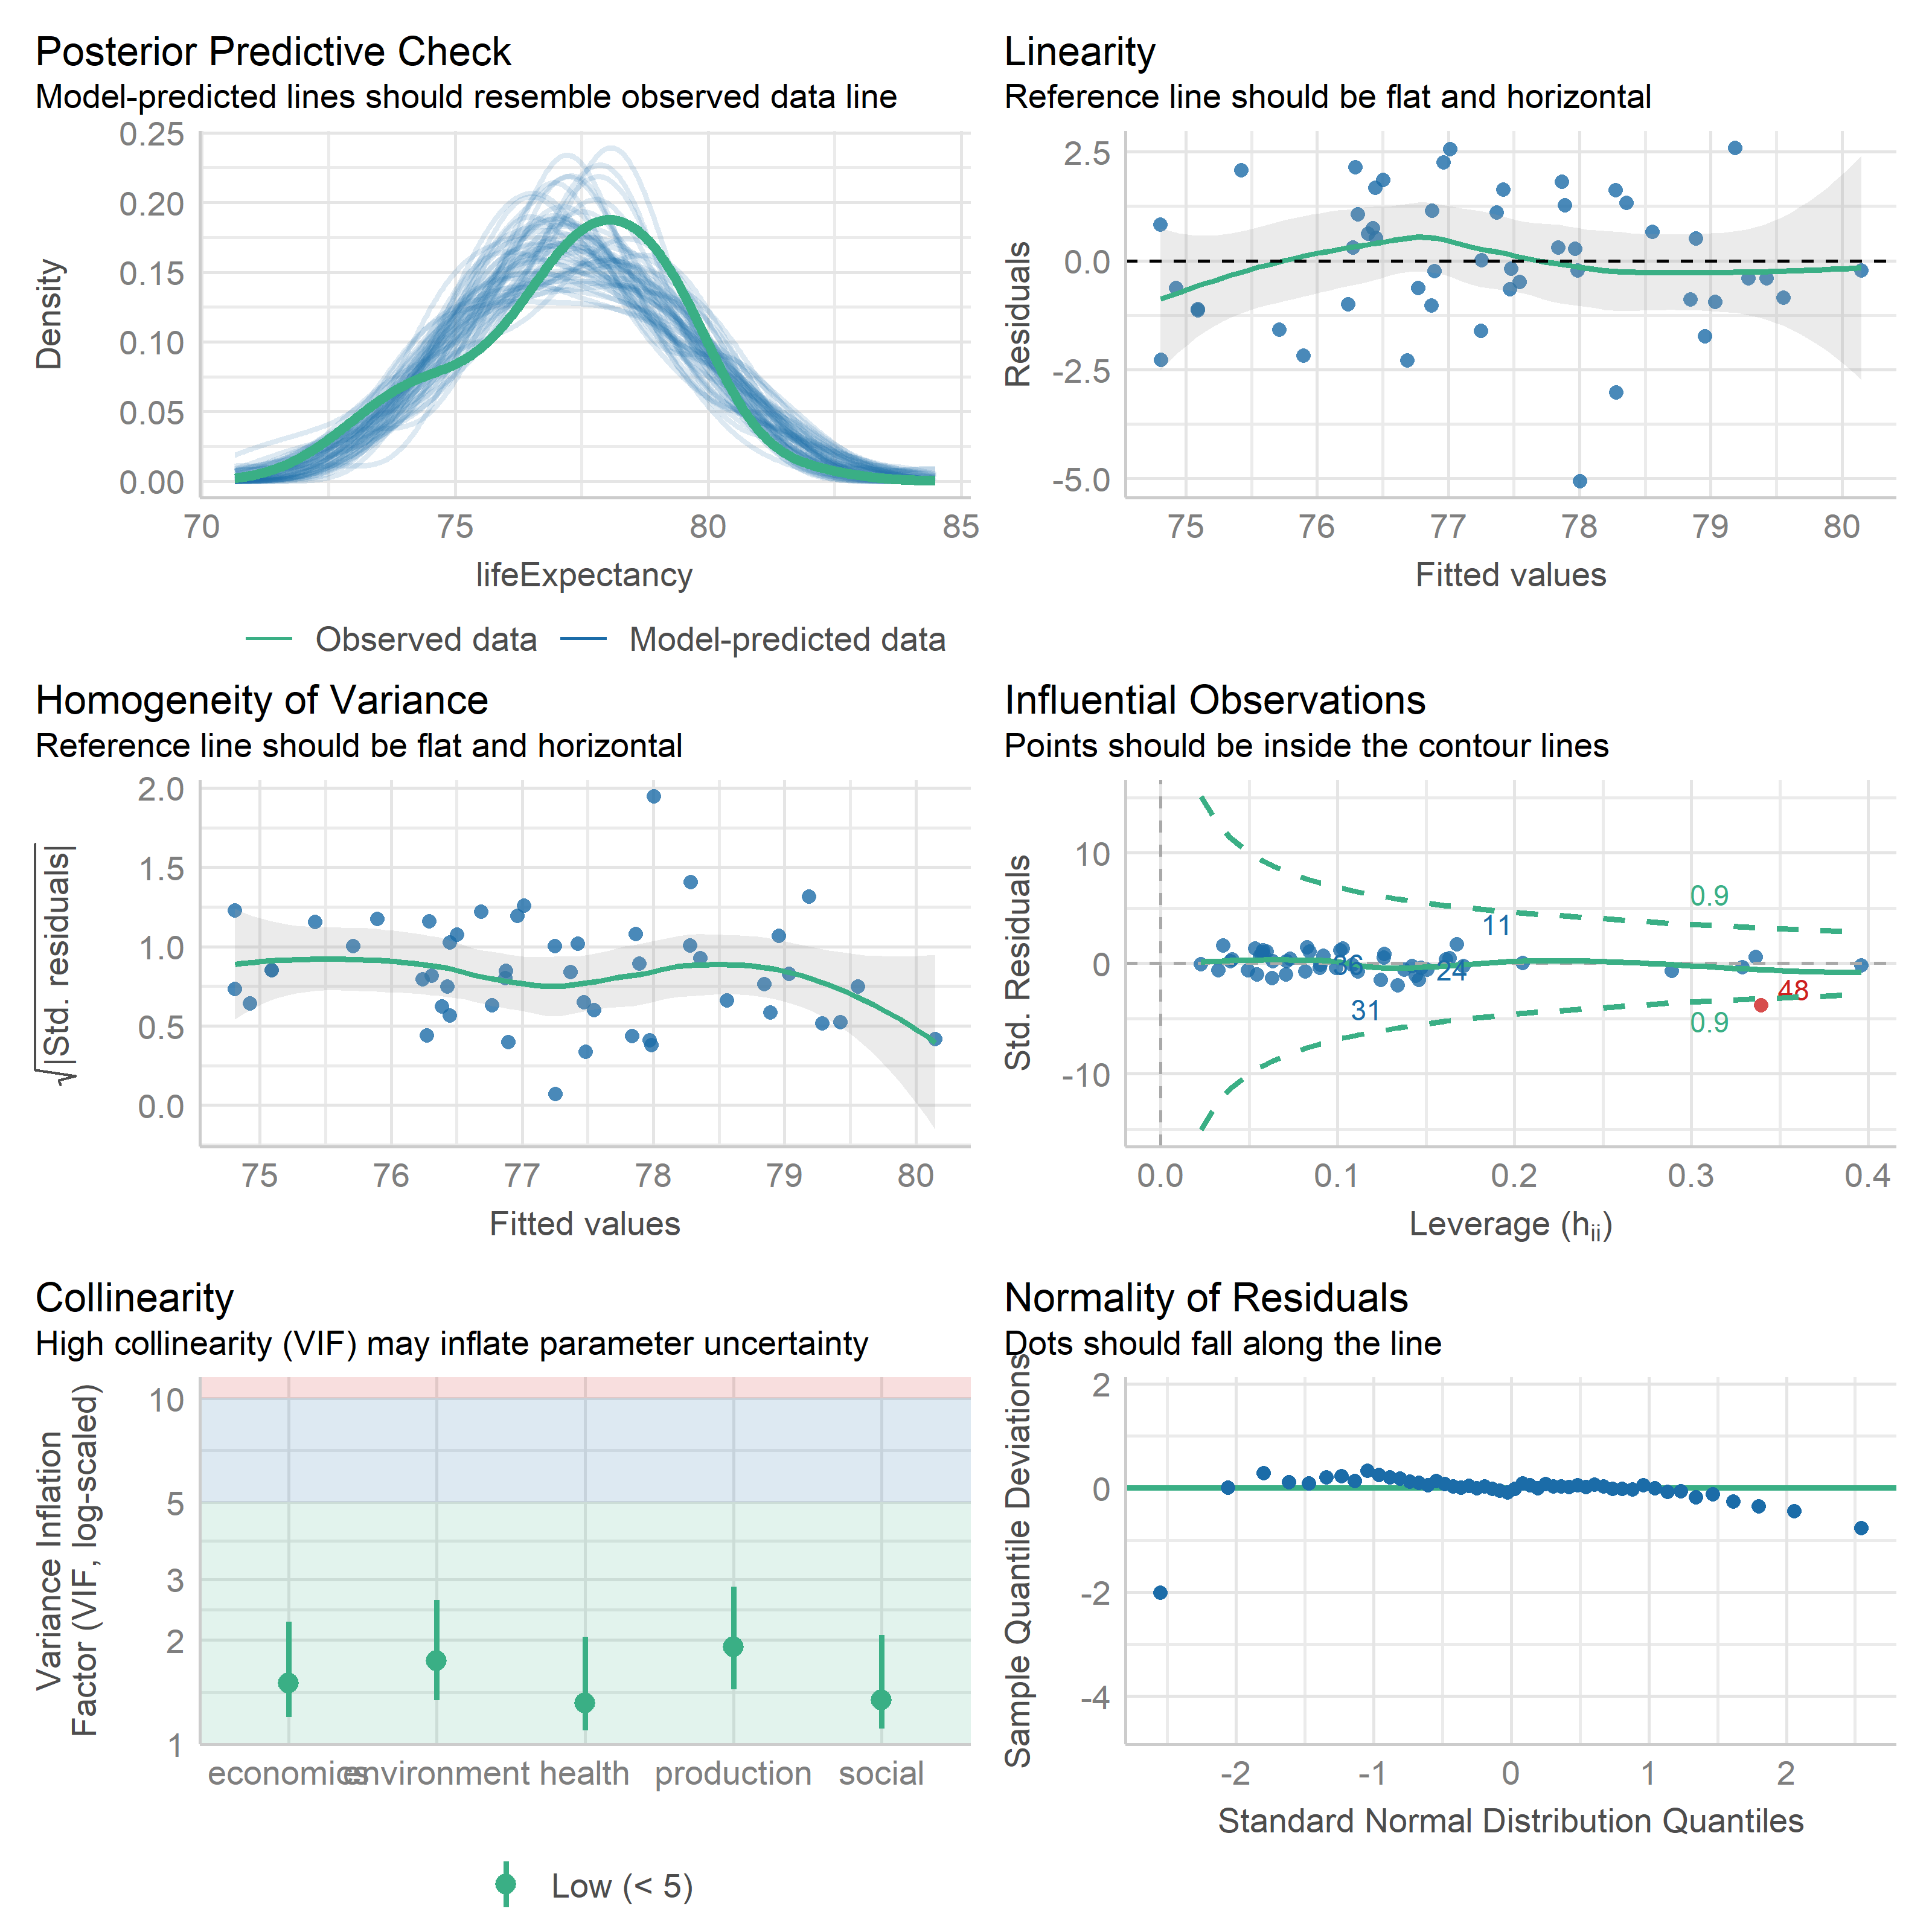 Posterior Predictive Check
Model-predicted lines should resemble observed data line
0.25
0.20
0.15
0.10
0.05
0.00
Density
70 75 80 85
lifeExpectancy
Observed data Model-predicted data
Linearity
Reference line should be flat and horizontal
2.5
0.0
-2.5
-5.0
Residuals
75 76 77 78 79 80
Fitted values
Homogeneity of Variance
Reference line should be flat and horizontal
2.0
1.5
1.0
0.5
0.0
√|Std. residuals|
75 76 77 78 79 80
Fitted values
Influential Observations
Points should be inside the contour lines
10
0
-10
Std. Residuals
0.9
11
36
24
48
31
0.9
0.0 0.1 0.2 0.3 0.4
Leverage (hii)
Collinearity
High collinearity (VIF) may inflate parameter uncertainty
10
5
3
2
1
Variance Inflation
Factor (VIF, log-scaled)
economics environment health production social
Low (< 5)
Normality of Residuals
Dots should fall along the line
2
0
-2
-4
Sample Quantile Deviations
-2 -1 0 1 2
Standard Normal Distribution Quantiles